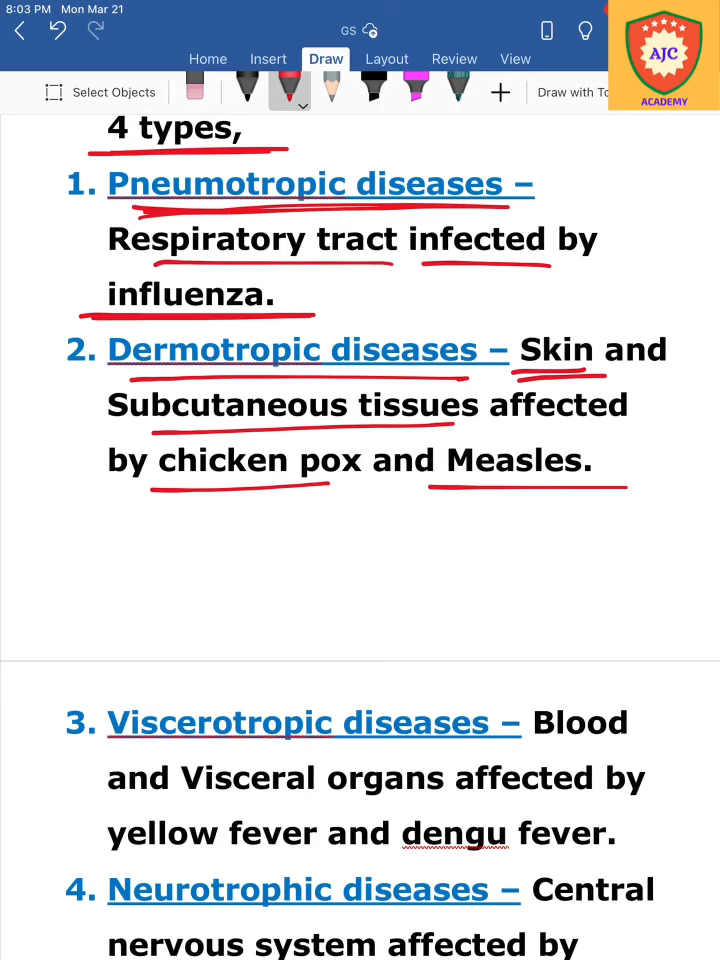 8:03 PM Mon Mar 21
GS
Home Insert Draw Layout Review View
Select Objects
Draw with To
AJC
ACADEMY
4 types,
1. Pneumotropic diseases –
Respiratory tract infected by
influenza.
2. Dermotropic diseases – Skin and
Subcutaneous tissues affected
by chicken pox and Measles.
3. Viscerotropic diseases – Blood
and Visceral organs affected by
yellow fever and dengu fever.
4. Neurotrophic diseases – Central
nervous system affected by